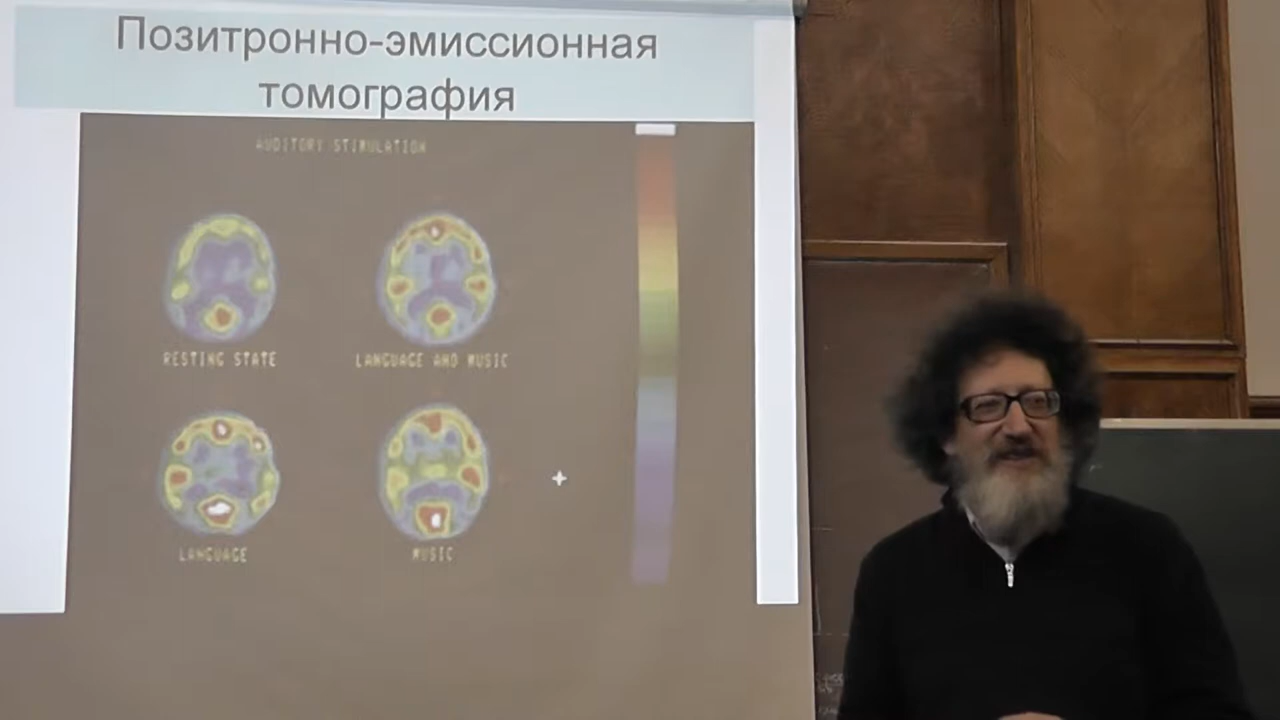 Позитронно-эмиссионная
томография
AUDITORY STIMULATION
RESTING STATE
LANGUAGE AND MUSIC
LANGUAGE
MUSIC